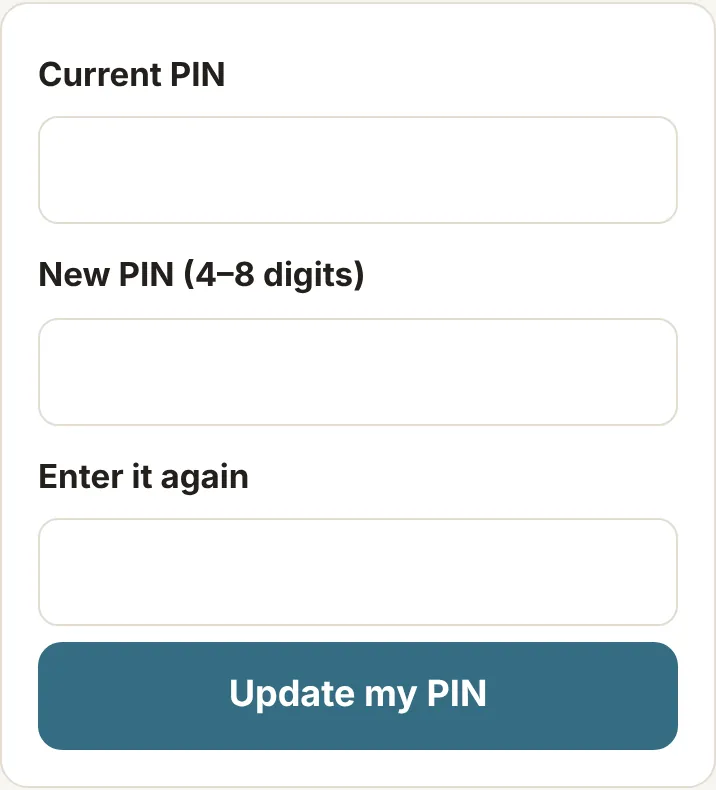 Current PIN
New PIN (4–8 digits)
Enter it again
Update my PIN